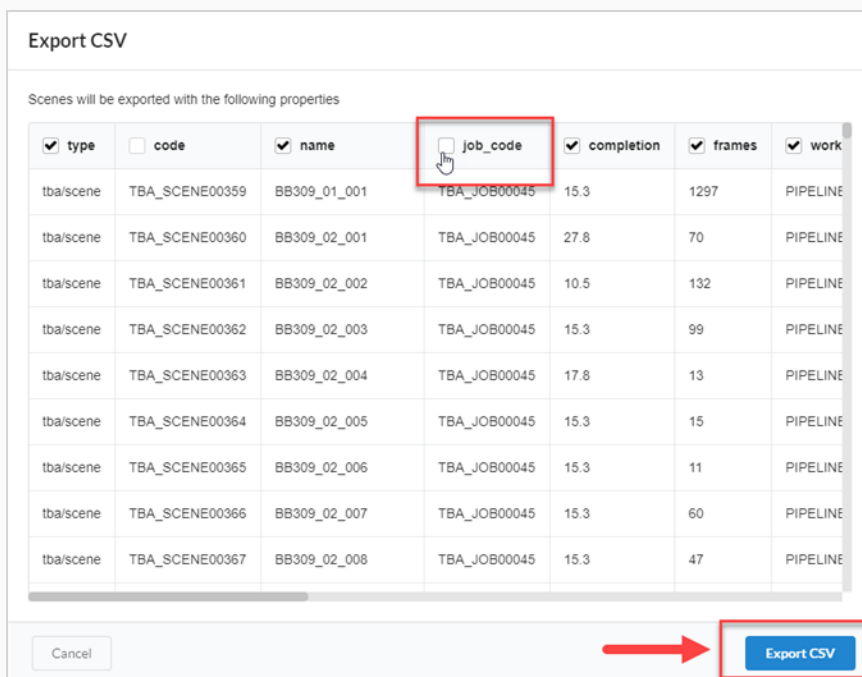 Export CSV
Scenes will be exported with the following properties
type code name job_code completion frames work
tba/scene TBA_SCENE00359 BB309_01_001 TBA_JOB00045 15.3 1297 PIPELINE
tba/scene TBA_SCENE00360 BB309_02_001 TBA_JOB00045 27.8 70 PIPELINE
tba/scene TBA_SCENE00361 BB309_02_002 TBA_JOB00045 10.5 132 PIPELINE
tba/scene TBA_SCENE00362 BB309_02_003 TBA_JOB00045 15.3 99 PIPELINE
tba/scene TBA_SCENE00363 BB309_02_004 TBA_JOB00045 17.8 13 PIPELINE
tba/scene TBA_SCENE00364 BB309_02_005 TBA_JOB00045 15.3 15 PIPELINE
tba/scene TBA_SCENE00365 BB309_02_006 TBA_JOB00045 15.3 11 PIPELINE
tba/scene TBA_SCENE00366 BB309_02_007 TBA_JOB00045 15.3 60 PIPELINE
tba/scene TBA_SCENE00367 BB309_02_008 TBA_JOB00045 15.3 47 PIPELINE
Cancel Export CSV